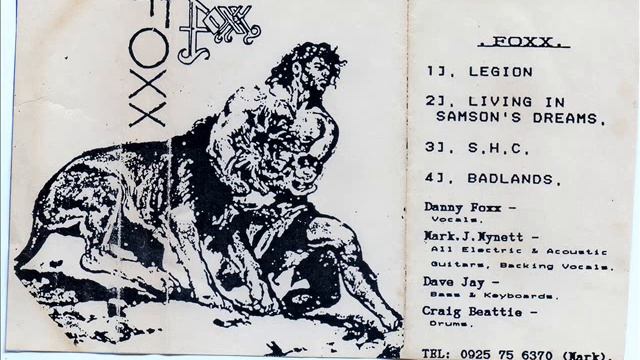 FOXX
Foxx
. FOXX.
1], LEGION
2], LIVING IN
SAMSON'S DREAMS,
3], S,H,C,
4], BADLANDS,
Danny Foxx -
Vocals,
Mark.J.Mynett -
All Electric & Acoustic
Guitars, Backing Vocals,
Dave Jay -
Bass & Keyboards,
Craig Beattie -
Drums,
TEL: 0925 75 6370 (Mark).